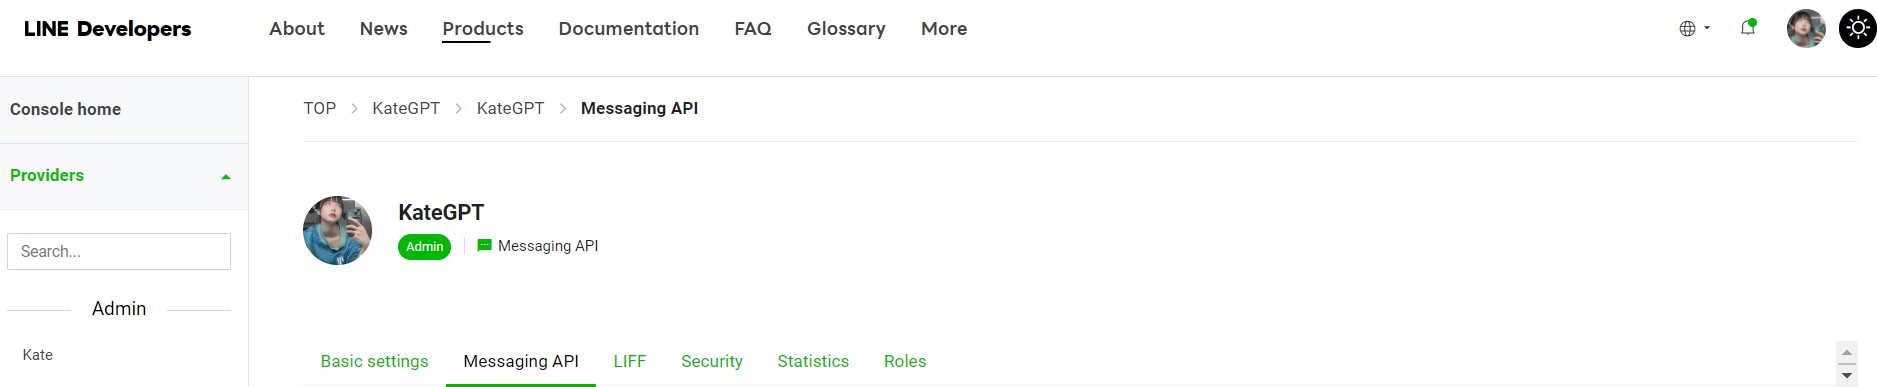 LINE Developers
About News Products Documentation FAQ Glossary More
Console home
TOP KateGPT KateGPT Messaging API
Providers
KateGPT
Admin Messaging API
Search...
Admin
Kate
Basic settings Messaging API LIFF Security Statistics Roles